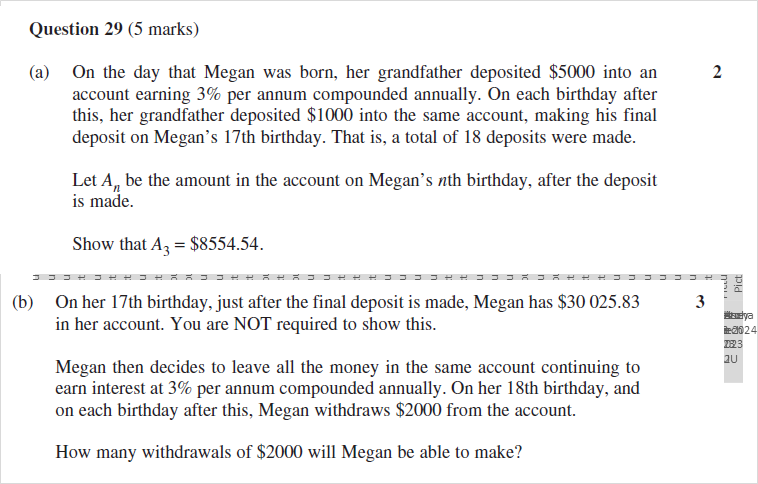 Question 29 (5 marks)
(a) On the day that Megan was born, her grandfather deposited $5000 into an 2
account earning 3% per annum compounded annually. On each birthday after
this, her grandfather deposited $1000 into the same account, making his final
deposit on Megan's 17th birthday. That is, a total of 18 deposits were made.
Let Aₙ be the amount in the account on Megan's nth birthday, after the deposit
is made.
Show that A₃ = $8554.54.
(b) On her 17th birthday, just after the final deposit is made, Megan has $30 025.83 3
in her account. You are NOT required to show this.
Megan then decides to leave all the money in the same account continuing to
earn interest at 3% per annum compounded annually. On her 18th birthday, and
on each birthday after this, Megan withdraws $2000 from the account.
How many withdrawals of $2000 will Megan be able to make?